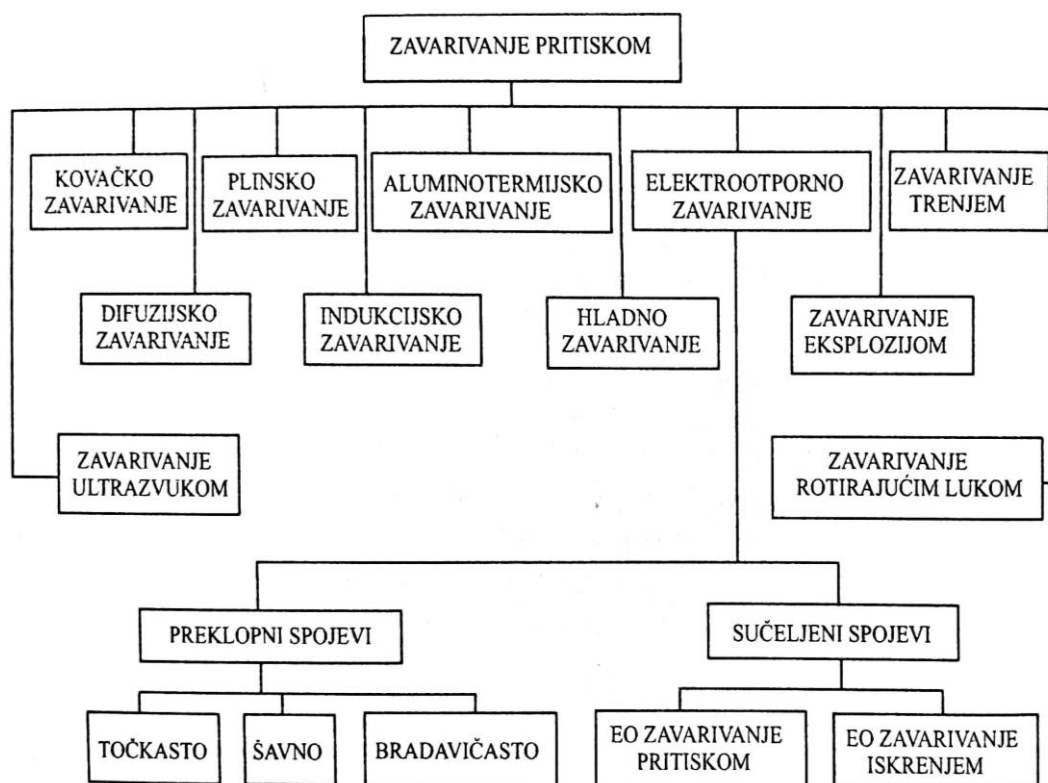 ZAVARIVANJE PRITISKOM
KOVAČKO
ZAVARIVANJE
PLINSKO
ZAVARIVANJE
ALUMINOTERMIJSKO
ZAVARIVANJE
ELEKTROOTPORNO
ZAVARIVANJE
ZAVARIVANJE
TRENJEM
DIFUZIJSKO
ZAVARIVANJE
INDUKCIJSKO
ZAVARIVANJE
HLADNO
ZAVARIVANJE
ZAVARIVANJE
EKSPLOZIJOM
ZAVARIVANJE
ULTRAZVUKOM
ZAVARIVANJE
ROTIRAJUĆIM LUKOM
PREKLOPNI SPOJEVI
SUČELJENI SPOJEVI
TOČKASTO
ŠAVNO
BRADAVIČASTO
EO ZAVARIVANJE
PRITISKOM
EO ZAVARIVANJE
ISKRENJEM